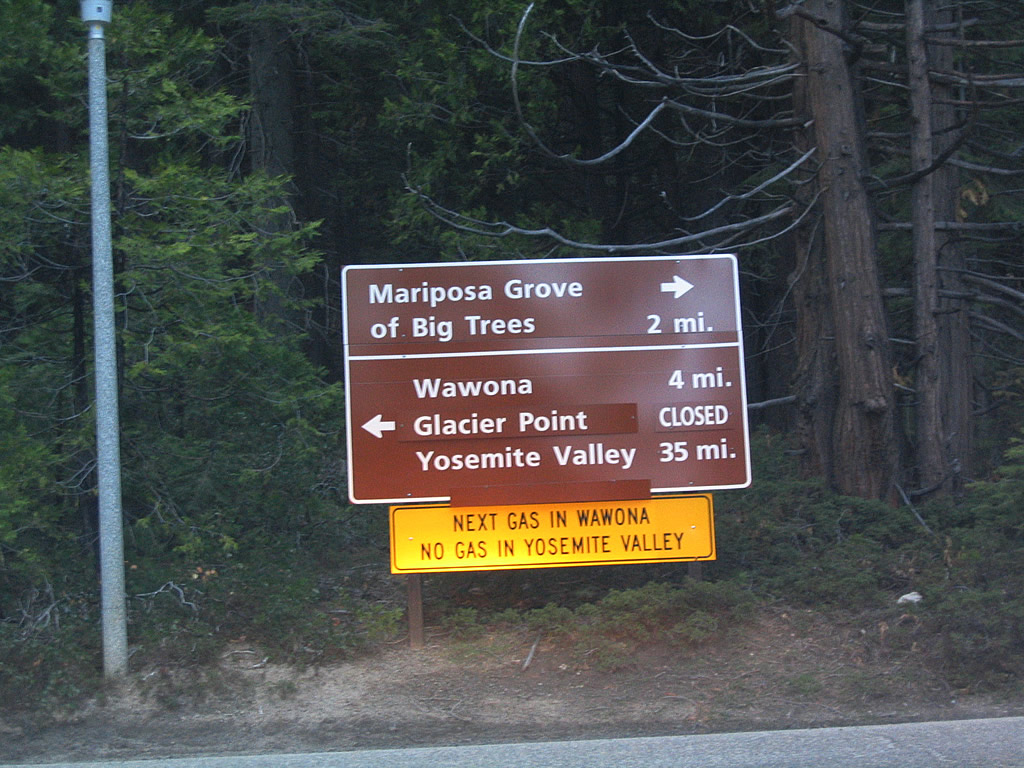 Mariposa Grove
of Big Trees 2 mi.
Wawona 4 mi.
Glacier Point CLOSED
Yosemite Valley 35 mi.
NEXT GAS IN WAWONA
NO GAS IN YOSEMITE VALLEY